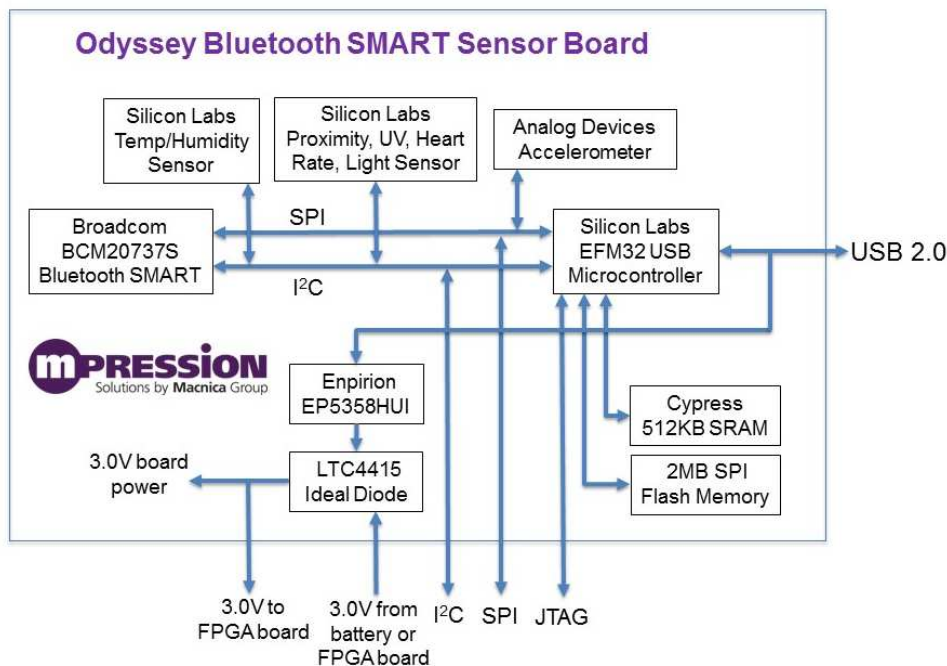 Odyssey Bluetooth SMART Sensor Board
Silicon Labs
Temp/Humidity
Sensor
Silicon Labs
Proximity, UV, Heart
Rate, Light Sensor
Analog Devices
Accelerometer
Broadcom
BCM20737S
Bluetooth SMART
SPI
I²C
Silicon Labs
EFM32 USB
Microcontroller
USB 2.0
mPRESSION
Solutions by Macnica Group
Enpirion
EP5358HUI
Cypress
512KB SRAM
3.0V board
power
LTC4415
Ideal Diode
2MB SPI
Flash Memory
3.0V to
FPGA board
3.0V from
battery or
FPGA board
I²C
SPI
JTAG